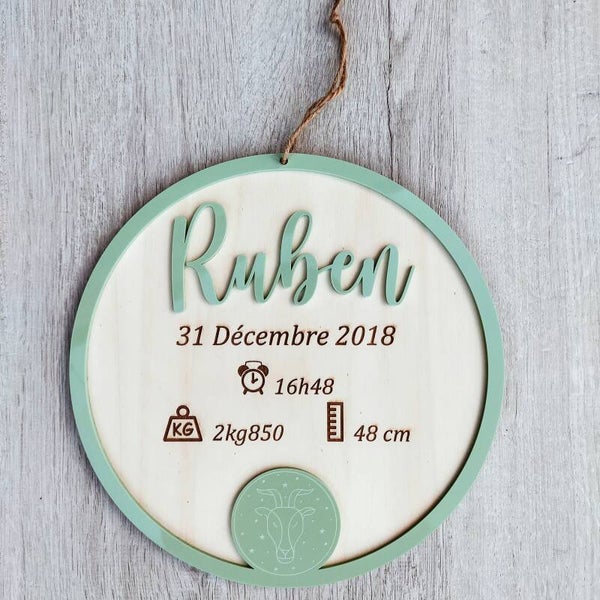 Ruben
31 Décembre 2018
16h48
KG 2kg850 48 cm